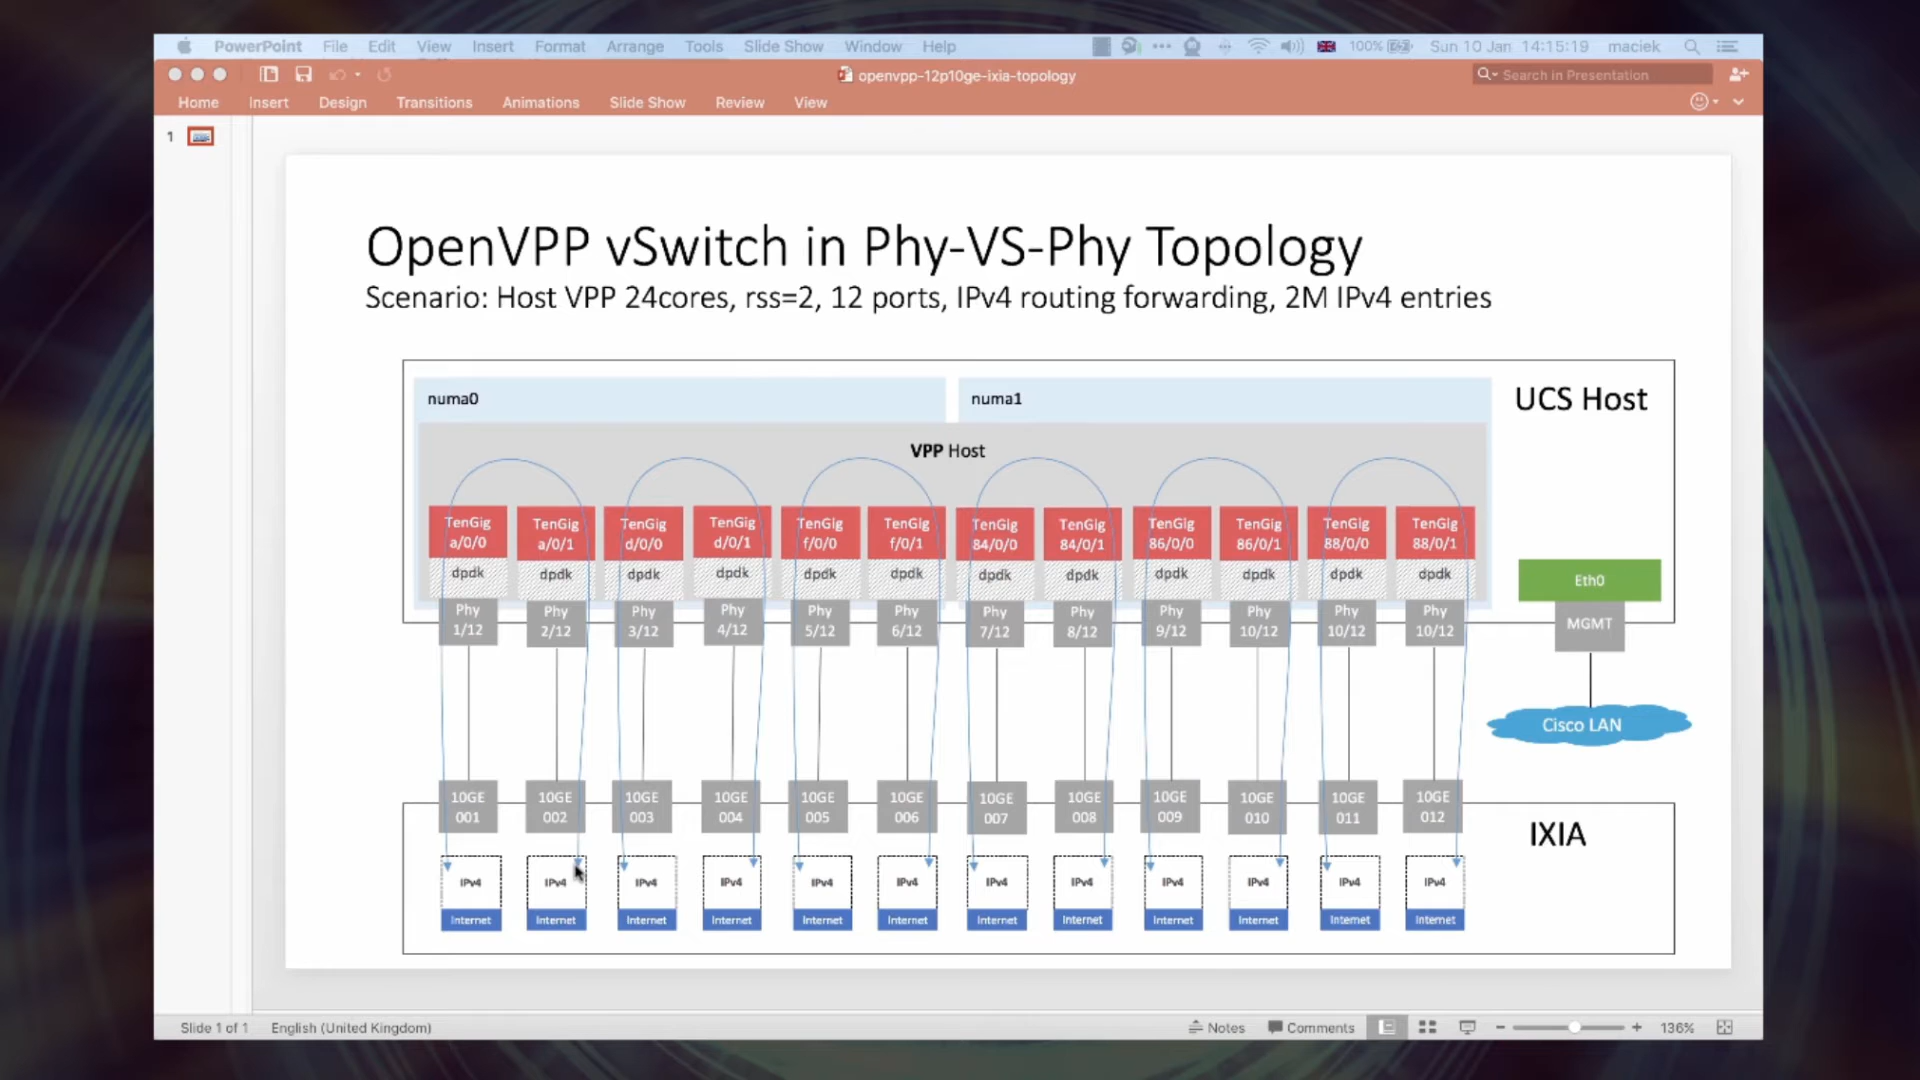 PowerPoint File Edit View Insert Format Arrange Tools Slide Show Window Help 100% Sun 10 Jan 14:15:19 maciek
openvpp-12p10ge-ixia-topology
Search in Presentation
Home Insert Design Transitions Animations Slide Show Review View
1
OpenVPP vSwitch in Phy-VS-Phy Topology
Scenario: Host VPP 24cores, rss=2, 12 ports, IPv4 routing forwarding, 2M IPv4 entries
numa0 numa1 UCS Host
VPP Host
TenGig TenGig TenGig TenGig TenGig TenGig TenGig TenGig TenGig TenGig TenGig TenGig
a/0/0 a/0/1 d/0/0 d/0/1 f/0/0 f/0/1 84/0/0 84/0/1 86/0/0 86/0/1 88/0/0 88/0/1
dpdk dpdk dpdk dpdk dpdk dpdk dpdk dpdk dpdk dpdk dpdk dpdk
Eth0
Phy Phy Phy Phy Phy Phy Phy Phy Phy Phy Phy Phy
1/12 2/12 3/12 4/12 5/12 6/12 7/12 8/12 9/12 10/12 10/12 10/12
MGMT
Cisco LAN
10GE 10GE 10GE 10GE 10GE 10GE 10GE 10GE 10GE 10GE 10GE 10GE
001 002 003 004 005 006 007 008 009 010 011 012
IXIA
IPv4 IPv4 IPv4 IPv4 IPv4 IPv4 IPv4 IPv4 IPv4 IPv4 IPv4 IPv4
Internet Internet Internet Internet Internet Internet Internet Internet Internet Internet Internet Internet
Slide 1 of 1 English (United Kingdom) Notes Comments 136%